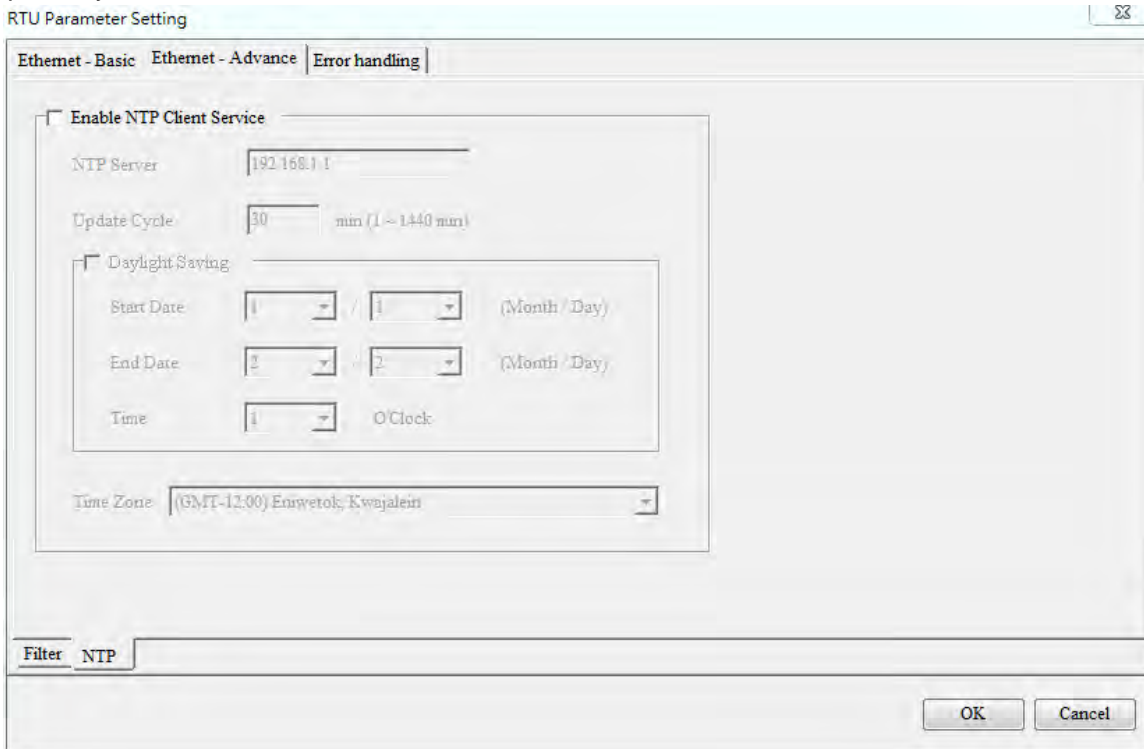 RTU Parameter Setting
Ethernet - Basic Ethernet - Advance Error handling
Enable NTP Client Service
NTP Server 192.168.1.1
Update Cycle 30 min (1 ~ 1440 min)
Daylight Saving
Start Date 1 / 1 (Month / Day)
End Date 2 / 2 (Month / Day)
Time 1 O'Clock
Time Zone (GMT-12:00) Eniwetok, Kwajalein
Filter NTP
OK Cancel